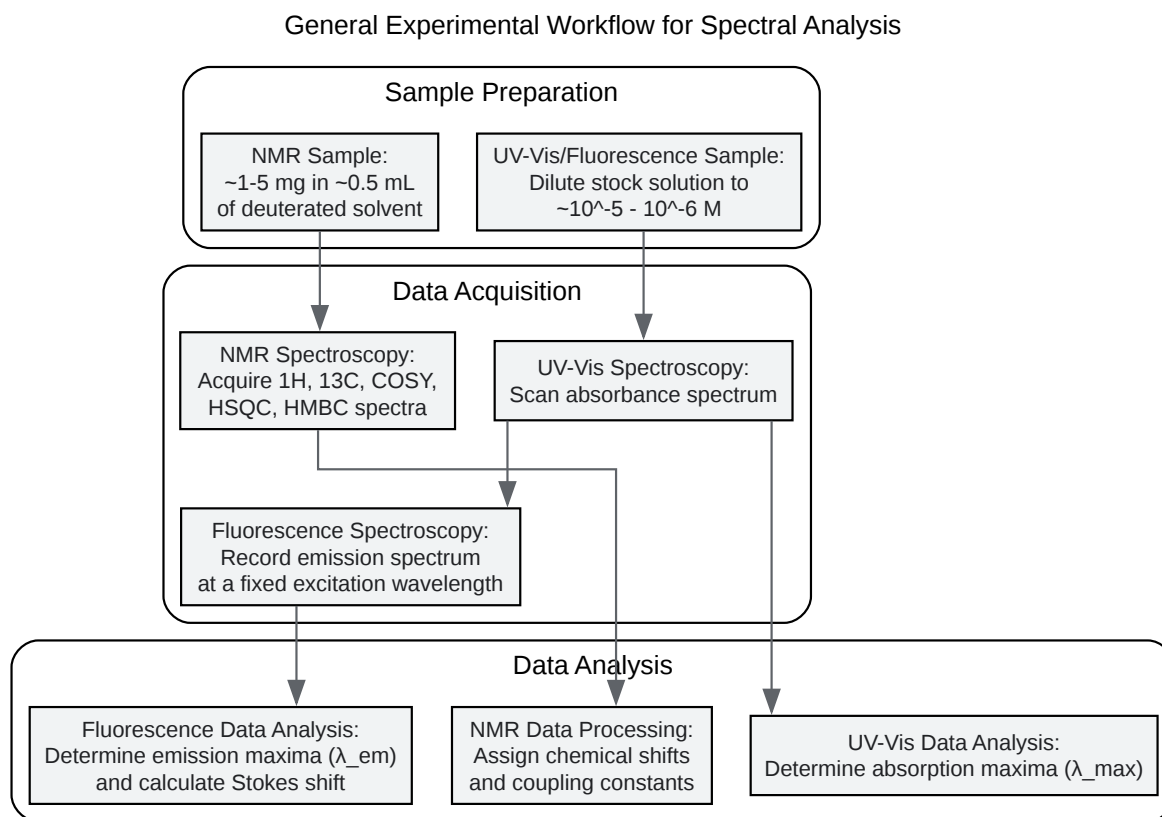 General Experimental Workflow for Spectral Analysis
Sample Preparation
NMR Sample:
~1-5 mg in ~0.5 mL
of deuterated solvent
UV-Vis/Fluorescence Sample:
Dilute stock solution to
~10^-5 - 10^-6 M
Data Acquisition
NMR Spectroscopy:
Acquire 1H, 13C, COSY,
HSQC, HMBC spectra
UV-Vis Spectroscopy:
Scan absorbance spectrum
Fluorescence Spectroscopy:
Record emission spectrum
at a fixed excitation wavelength
Data Analysis
Fluorescence Data Analysis:
Determine emission maxima (λ_em)
and calculate Stokes shift
NMR Data Processing:
Assign chemical shifts
and coupling constants
UV-Vis Data Analysis:
Determine absorption maxima (λ_max)